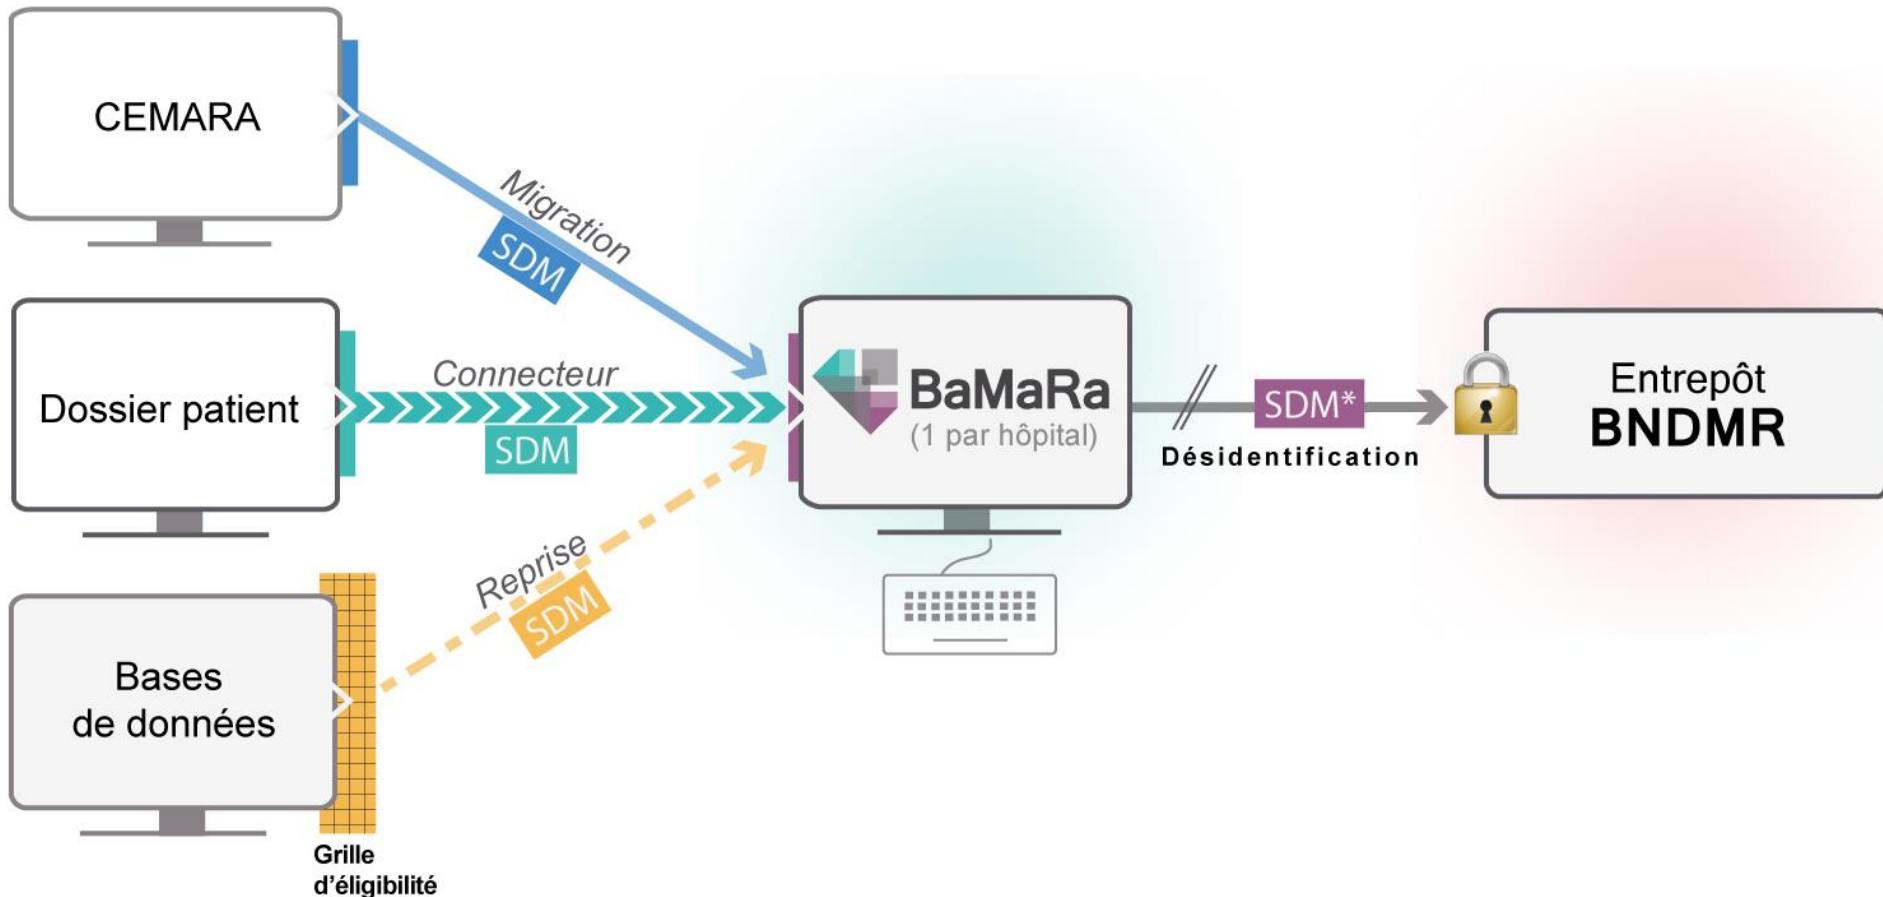 CEMARA
Migration
SDM
Dossier patient
Connecteur
SDM
Bases
de données
Grille
d'éligibilité
Reprise
SDM
BaMaRa
(1 par hôpital)
SDM*
Désidentification
Entrepôt
BNDMR